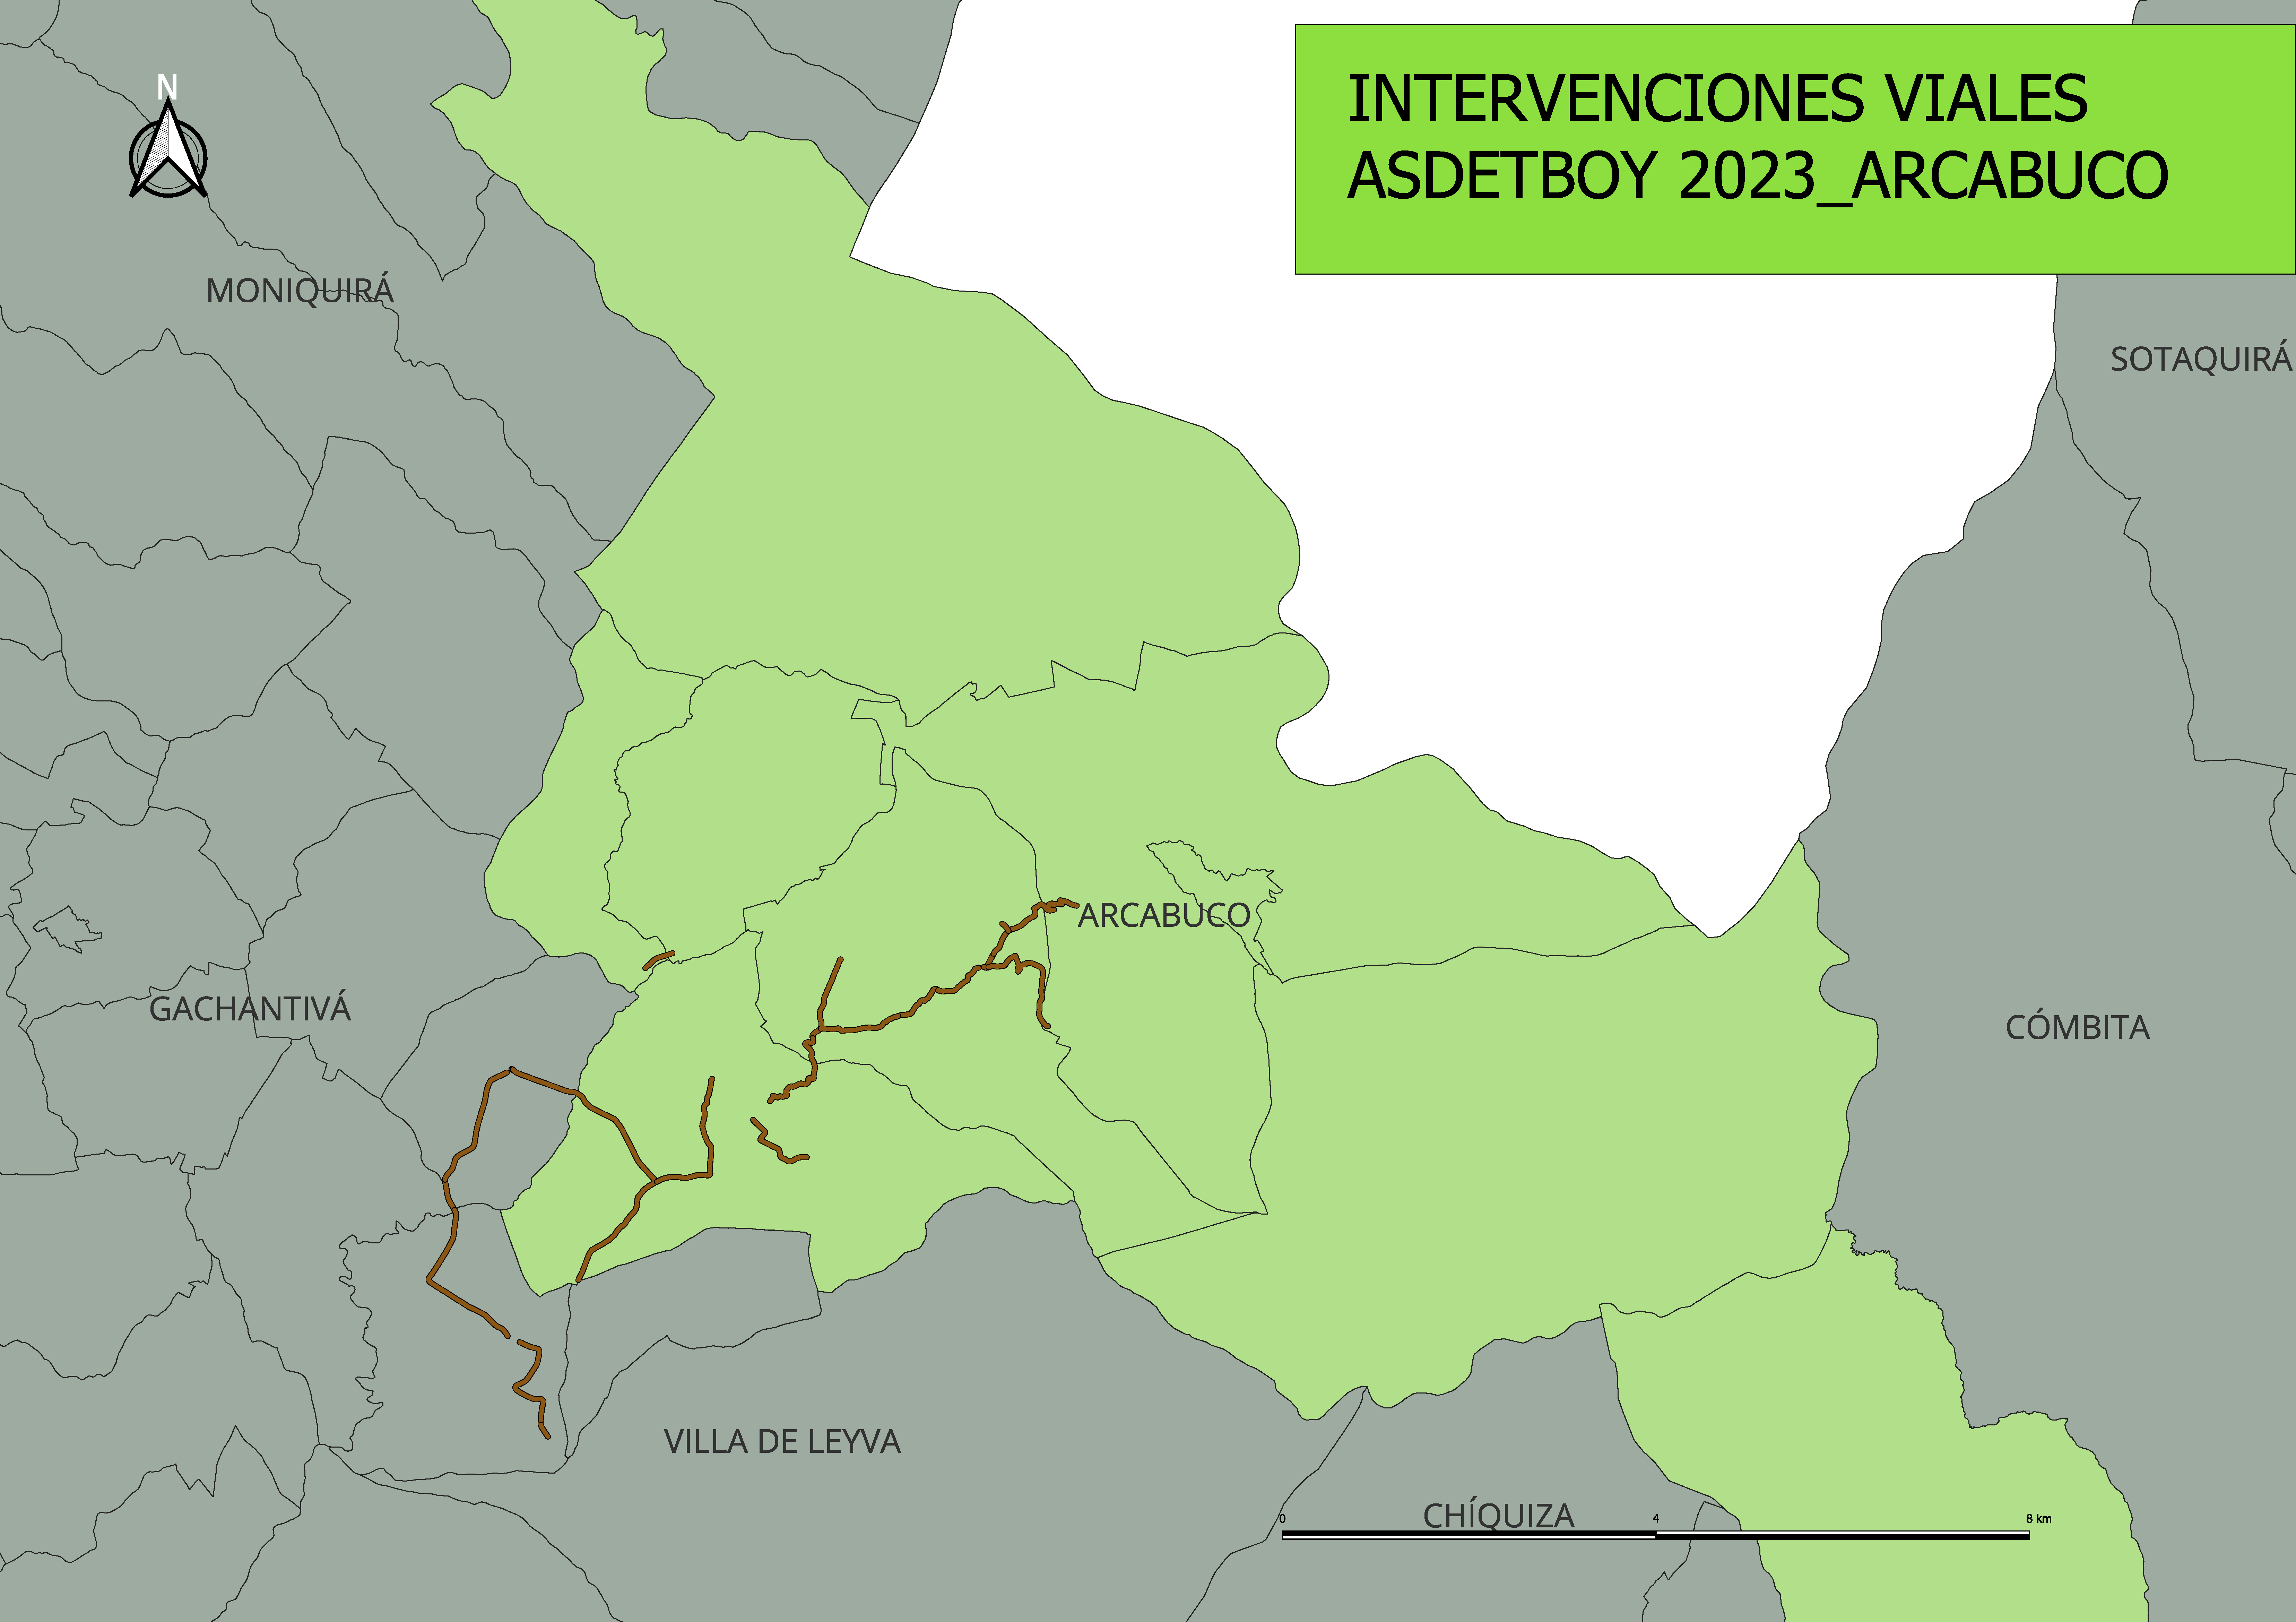 INTERVENCIONES VIALES
ASDETBOY 2023_ARCABUCO
N
MONIQUIRÁ
SOTAQUIRÁ
ARCABUCO
GACHANTIVÁ
CÓMBITA
VILLA DE LEYVA
CHÍQUIZA
0 4 8 km